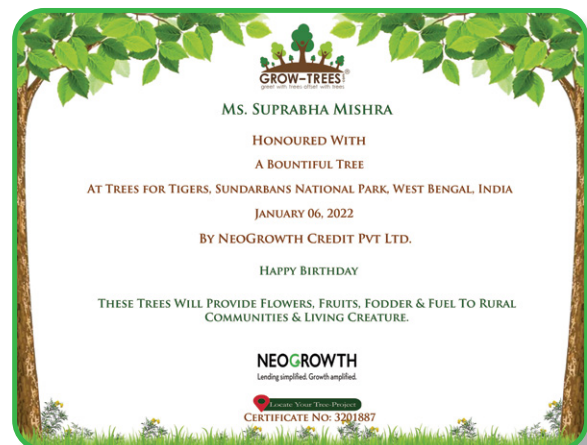 GROW-TREES®
greet with trees offset with trees
Ms. Suprabha Mishra
Honoured With
A Bountiful Tree
At Trees for Tigers, Sundarbans National Park, West Bengal, India
January 06, 2022
By NeoGrowth Credit Pvt Ltd.
Happy Birthday
These Trees Will Provide Flowers, Fruits, Fodder & Fuel To Rural
Communities & Living Creature.
NEOGROWTH
Lending simplified. Growth amplified.
Locate Your Tree-Project
Certificate No: 3201887